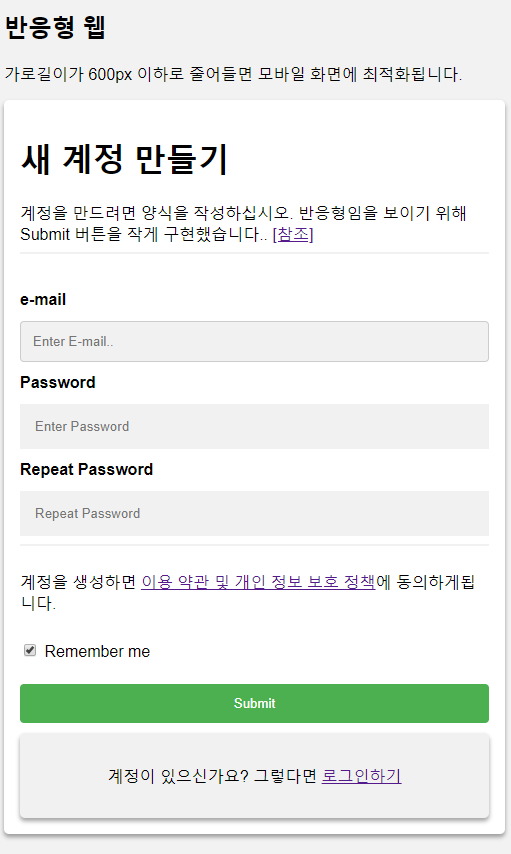 반응형 웹
가로길이가 600px 이하로 줄어들면 모바일 화면에 최적화됩니다.
새 계정 만들기
계정을 만드려면 양식을 작성하십시오. 반응형임을 보이기 위해
Submit 버튼을 작게 구현했습니다.. [참조]
e-mail
Enter E-mail..
Password
Enter Password
Repeat Password
Repeat Password
계정을 생성하면 이용 약관 및 개인 정보 보호 정책에 동의하게됩
니다.
Remember me
Submit
계정이 있으신가요? 그렇다면 로그인하기